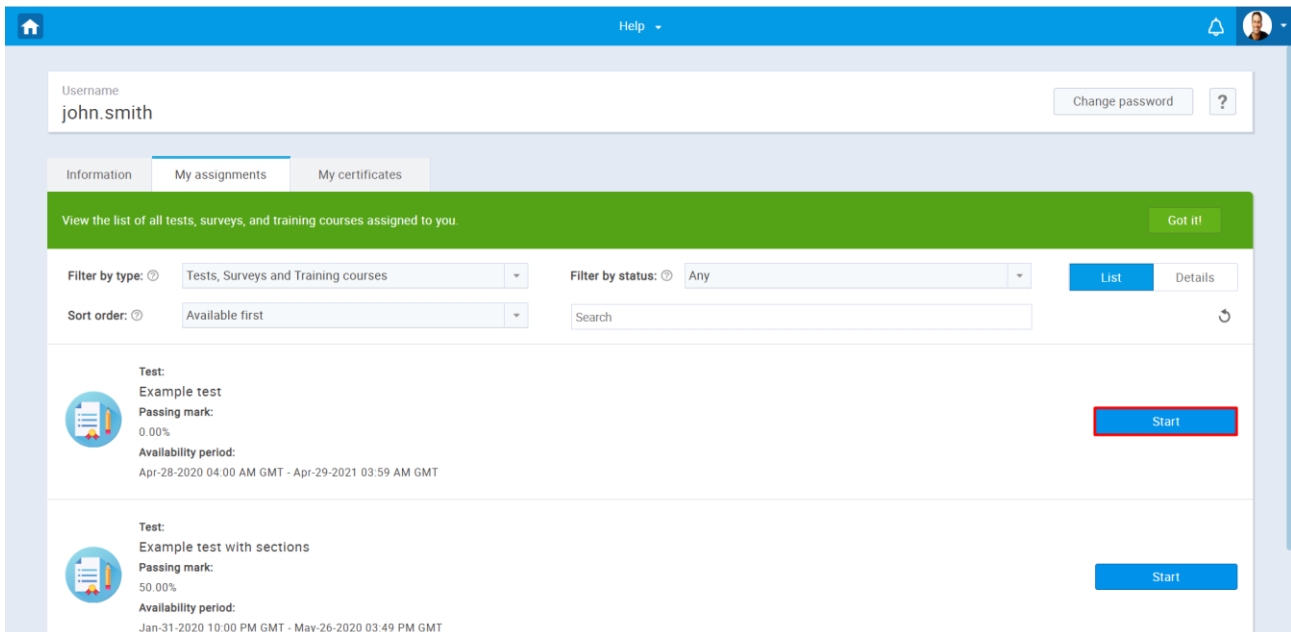 Help
Username
john.smith
Change password
?
Information
My assignments
My certificates
View the list of all tests, surveys, and training courses assigned to you.
Got it!
Filter by type: ?
Tests, Surveys and Training courses
Filter by status: ?
Any
List
Details
Sort order: ?
Available first
Search
Test:
Example test
Passing mark:
0.00%
Availability period:
Apr-28-2020 04:00 AM GMT - Apr-29-2021 03:59 AM GMT
Start
Test:
Example test with sections
Passing mark:
50.00%
Availability period:
Jan-31-2020 10:00 PM GMT - May-26-2020 03:49 PM GMT
Start